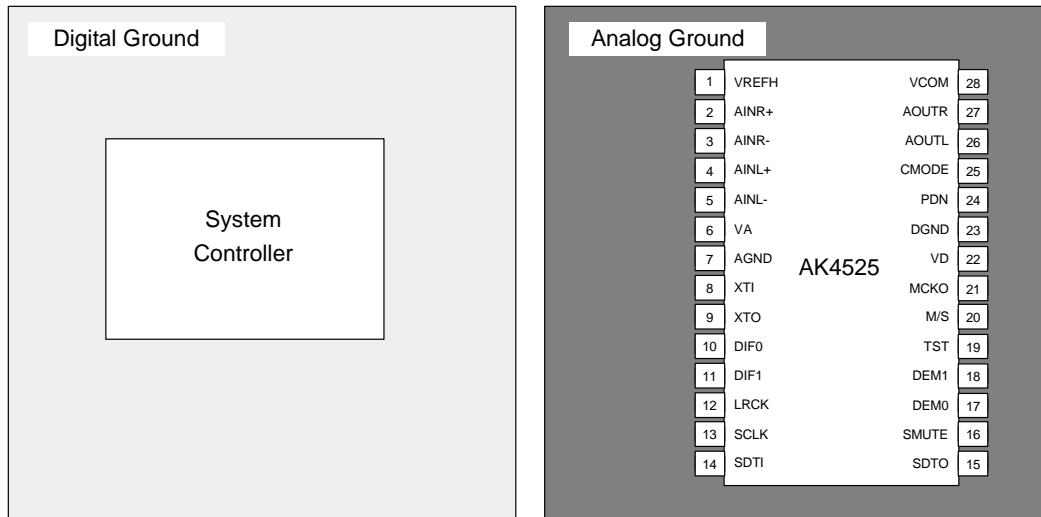 Digital Ground
System
Controller
Analog Ground
1 VREFH VCOM 28
2 AINR+ AOUTR 27
3 AINR- AOUTL 26
4 AINL+ CMODE 25
5 AINL- PDN 24
6 VA DGND 23
7 AGND VD 22
AK4525
8 XTI MCKO 21
9 XTO M/S 20
10 DIF0 TST 19
11 DIF1 DEM1 18
12 LRCK DEM0 17
13 SCLK SMUTE 16
14 SDTI SDTO 15